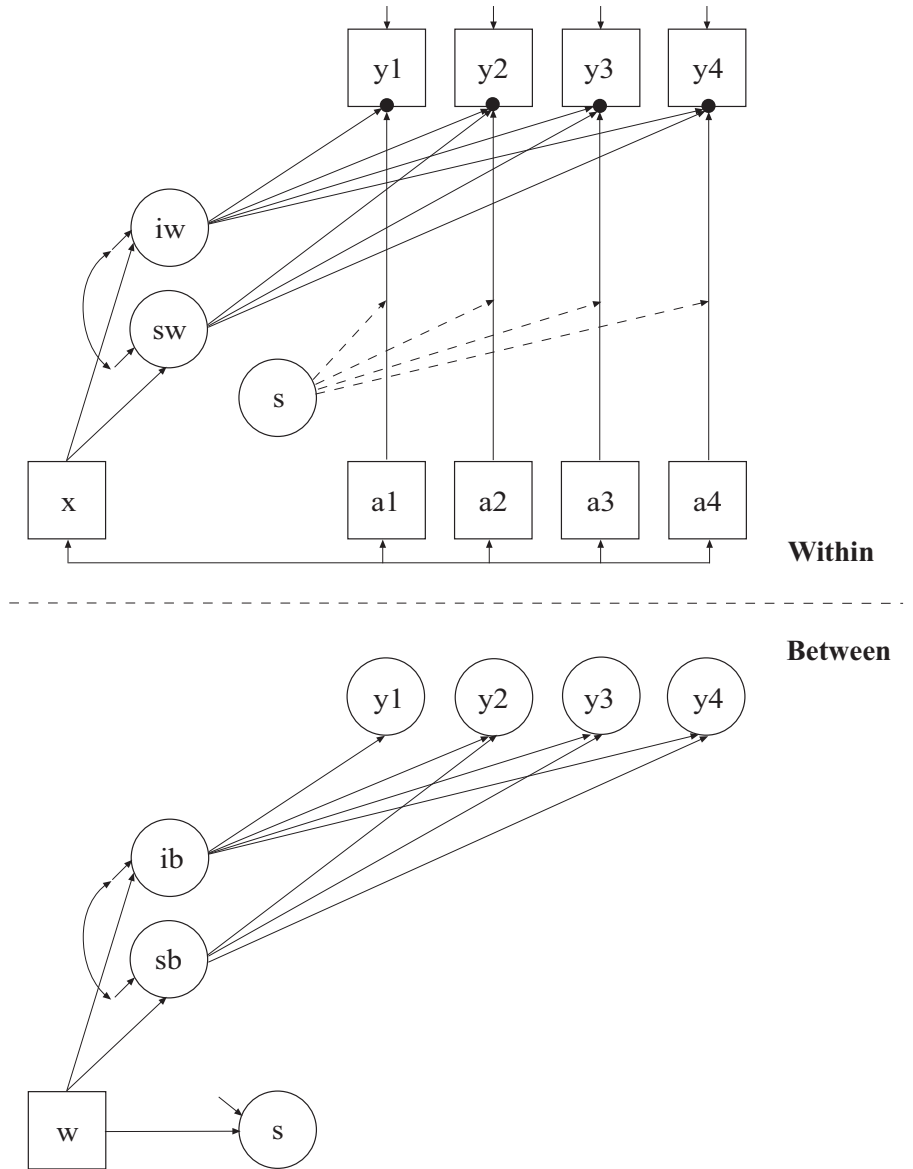 y1 y2 y3 y4
iw
sw
s
x a1 a2 a3 a4
Within
Between
y1 y2 y3 y4
ib
sb
w s